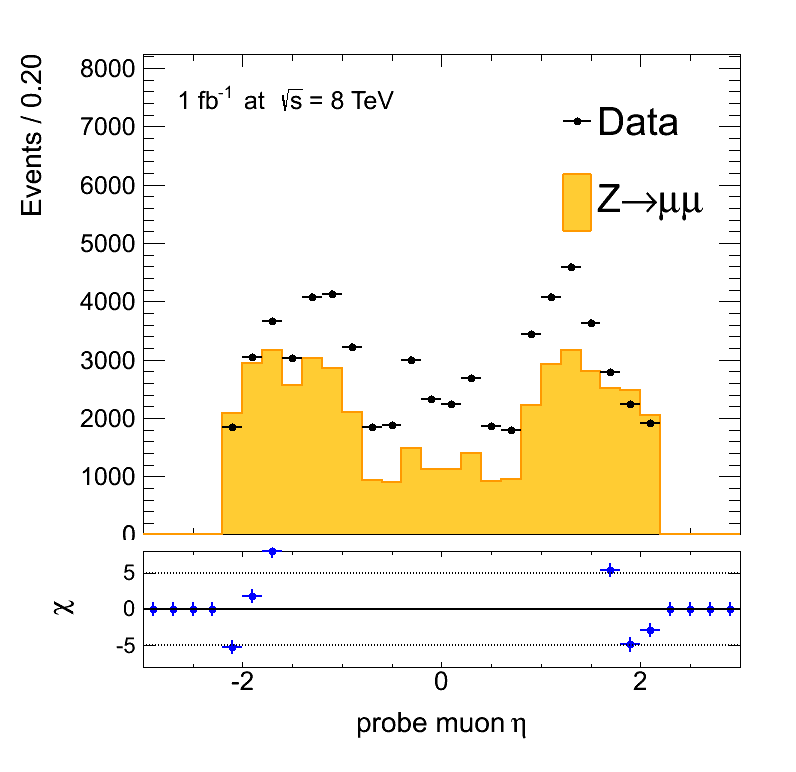 Events / 0.20
8000
7000
6000
5000
4000
3000
2000
1000
0
1 fb⁻¹ at √s = 8 TeV
Data
Z→μμ
χ
5
0
-5
-2 0 2
probe muon η